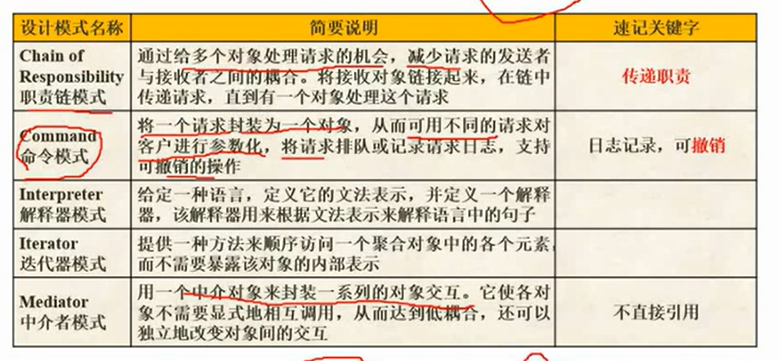 设计模式名称 简要说明 速记关键字
Chain of
Responsibility
职责链模式
通过给多个对象处理请求的机会，减少请求的发送者
与接收者之间的耦合。将接收对象链接起来，在链中
传递请求，直到有一个对象处理这个请求
传递职责
Command
命令模式
将一个请求封装为一个对象，从而可用不同的请求对
客户进行参数化，将请求排队或记录请求日志，支持
可撤销的操作
日志记录，可撤销
Interpreter
解释器模式
给定一种语言，定义它的文法表示，并定义一个解释
器，该解释器用来根据文法表示来解释语言中的句子
Iterator
迭代器模式
提供一种方法来顺序访问一个聚合对象中的各个元素，
而不需要暴露该对象的内部表示
Mediator
中介者模式
用一个中介对象来封装一系列的对象交互。它使各对
象不需要显式地相互调用，从而达到低耦合，还可以
独立地改变对象间的交互
不直接引用